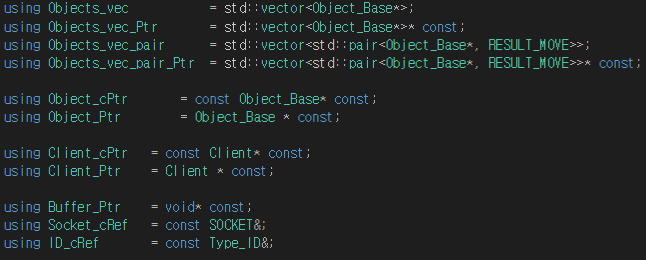 using Objects_vec = std::vector<Object_Base*>;
using Objects_vec_Ptr = std::vector<Object_Base*>* const;
using Objects_vec_pair = std::vector<std::pair<Object_Base*, RESULT_MOVE>>;
using Objects_vec_pair_Ptr = std::vector<std::pair<Object_Base*, RESULT_MOVE>>* const;
using Object_cPtr = const Object_Base* const;
using Object_Ptr = Object_Base * const;
using Client_cPtr = const Client* const;
using Client_Ptr = Client * const;
using Buffer_Ptr = void* const;
using Socket_cRef = const SOCKET&;
using ID_cRef = const Type_ID&;